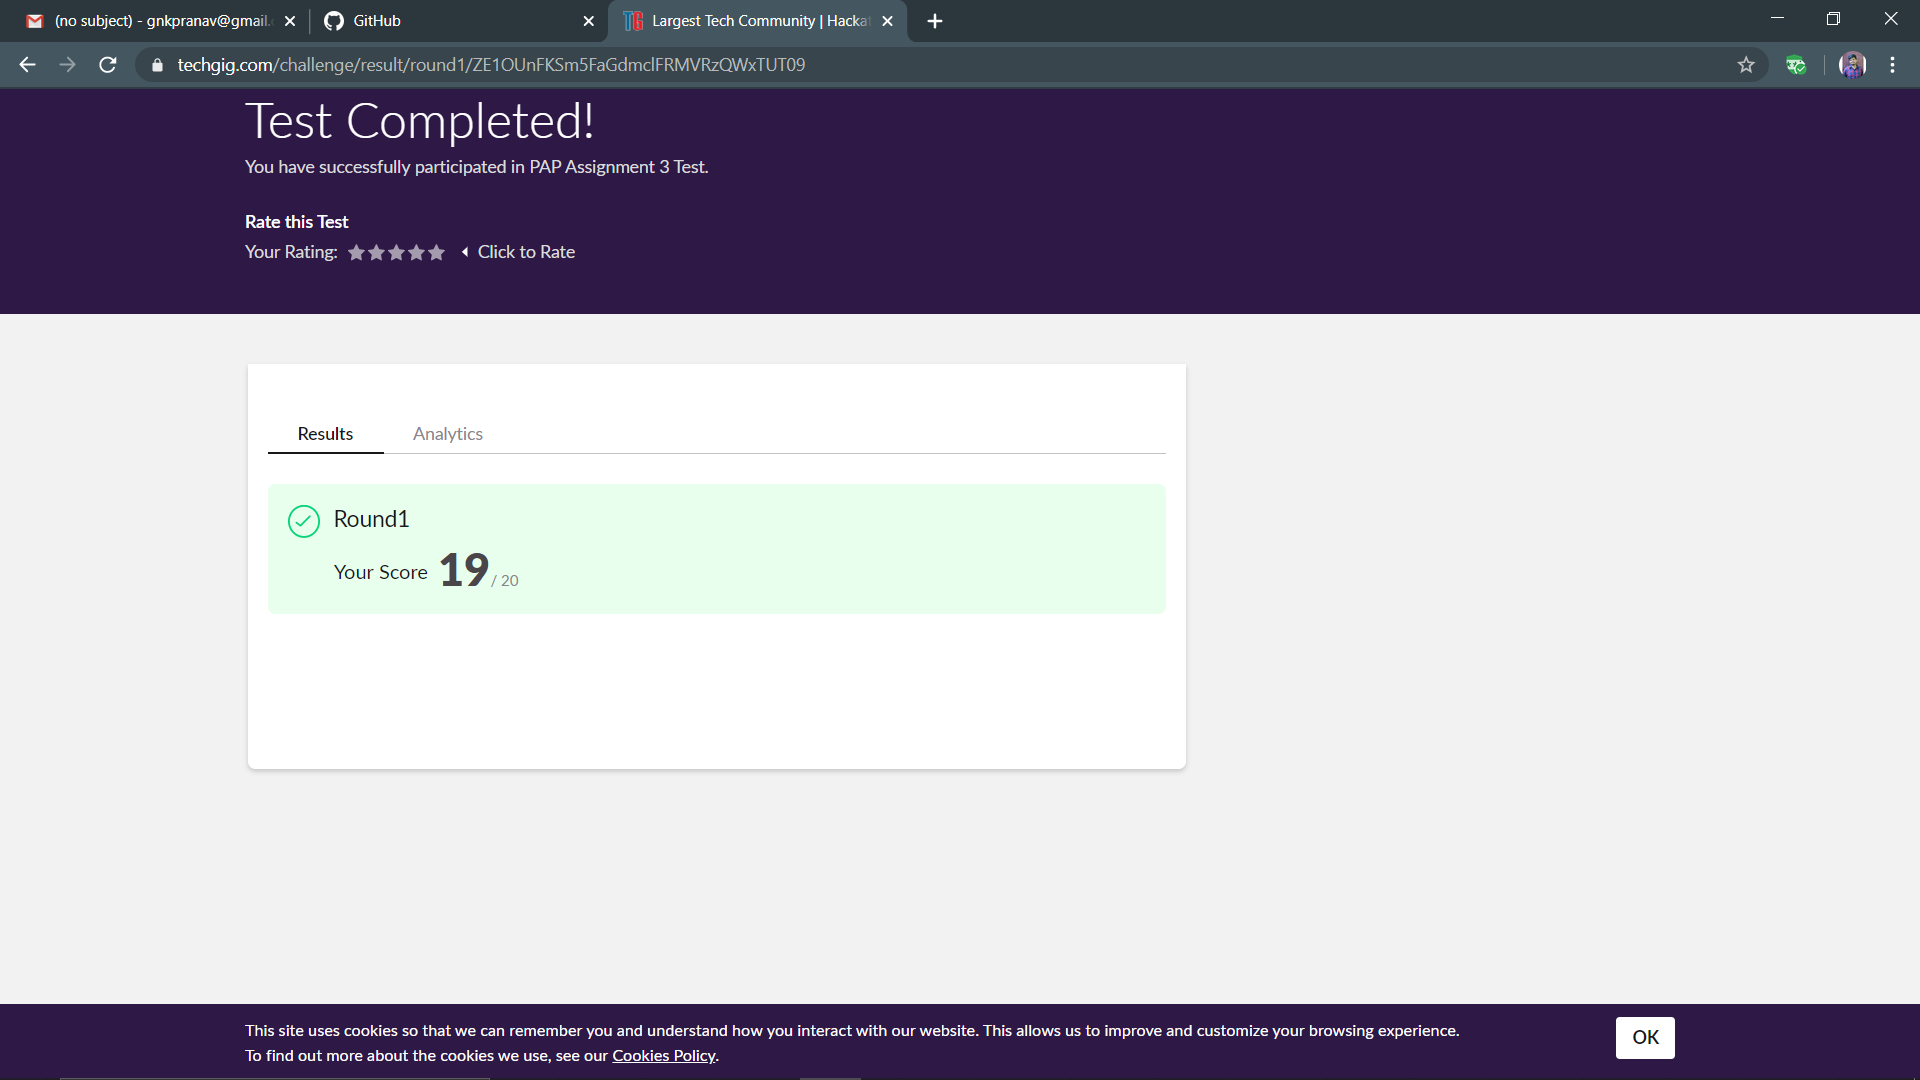 (no subject) - gnkpranav@gmail.
GitHub
TG Largest Tech Community | Hacka
techgig.com/challenge/result/round1/ZE1OUnFKSm5FaGdmclFRMVRzQWxTUT09
Test Completed!
You have successfully participated in PAP Assignment 3 Test.
Rate this Test
Your Rating: Click to Rate
Results Analytics
Round1
Your Score 19 / 20
This site uses cookies so that we can remember you and understand how you interact with our website. This allows us to improve and customize your browsing experience.
To find out more about the cookies we use, see our Cookies Policy.
OK